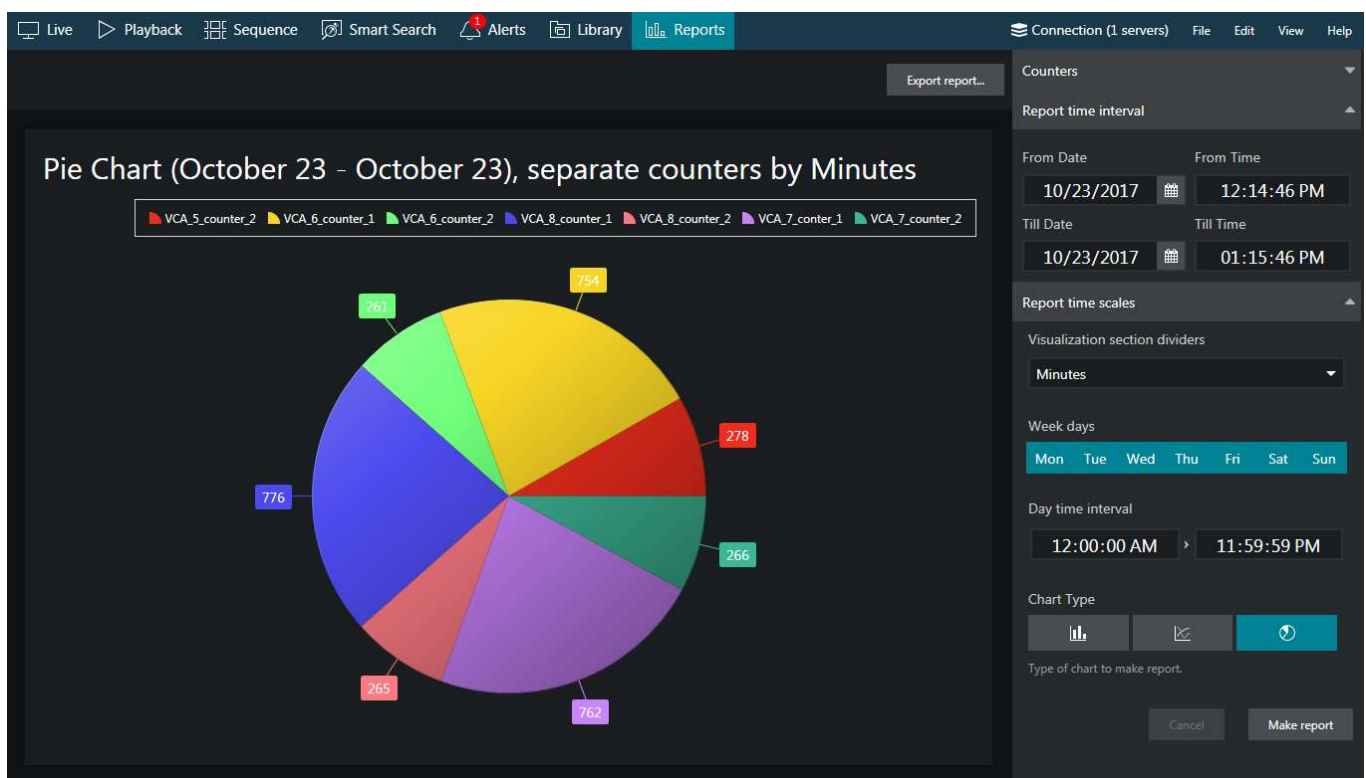 Live Playback Sequence Smart Search 1 Alerts Library Reports Connection (1 servers) File Edit View Help
Export report...
Pie Chart (October 23 - October 23), separate counters by Minutes
VCA_5_counter_2 VCA_6_counter_1 VCA_6_counter_2 VCA_8_counter_1 VCA_8_counter_2 VCA_7_conter_1 VCA_7_counter_2
754
261
278
776
266
265
762
Counters
Report time interval
From Date From Time
10/23/2017 12:14:46 PM
Till Date Till Time
10/23/2017 01:15:46 PM
Report time scales
Visualization section dividers
Minutes
Week days
Mon Tue Wed Thu Fri Sat Sun
Day time interval
12:00:00 AM › 11:59:59 PM
Chart Type
Type of chart to make report.
Cancel Make report